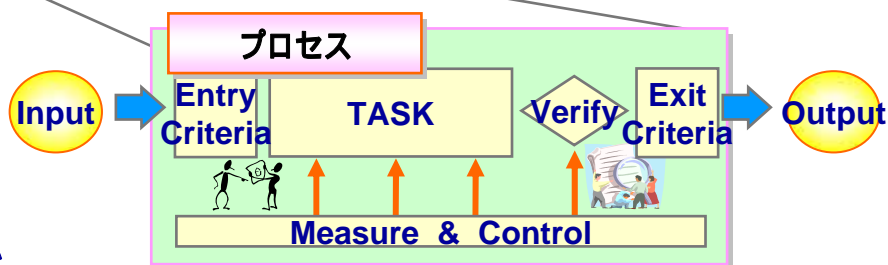 プロセス
Input
Entry
Criteria
TASK
Verify
Exit
Criteria
Output
Measure & Control